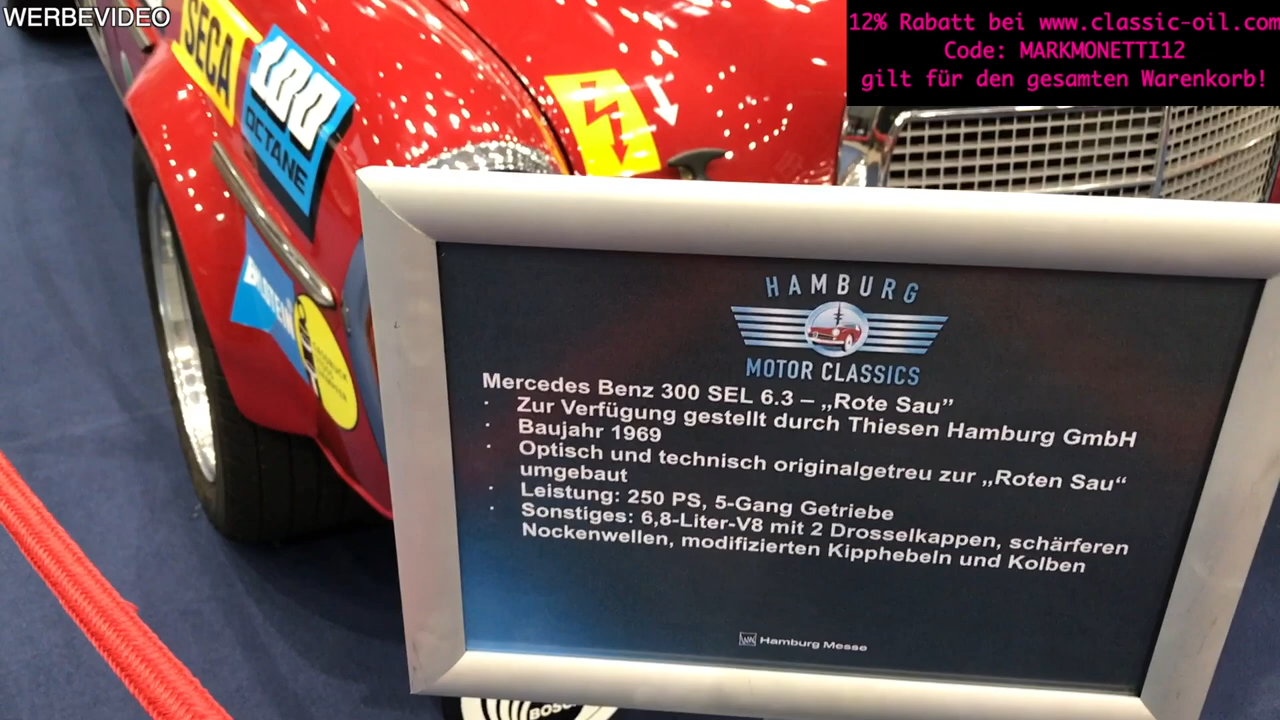 WERBEVIDEO
12% Rabatt bei www.classic-oil.com
Code: MARKMONETTI12
gilt für den gesamten Warenkorb!
SECA
100
OCTANE
BILSTEIN
HAMBURG
MOTOR CLASSICS
Mercedes Benz 300 SEL 6.3 – „Rote Sau”
· Zur Verfügung gestellt durch Thiesen Hamburg GmbH
· Baujahr 1969
· Optisch und technisch originalgetreu zur „Roten Sau“
umgebaut
· Leistung: 250 PS, 5-Gang Getriebe
· Sonstiges: 6,8-Liter-V8 mit 2 Drosselkappen, schärferen
Nockenwellen, modifizierten Kipphebeln und Kolben
Hamburg Messe